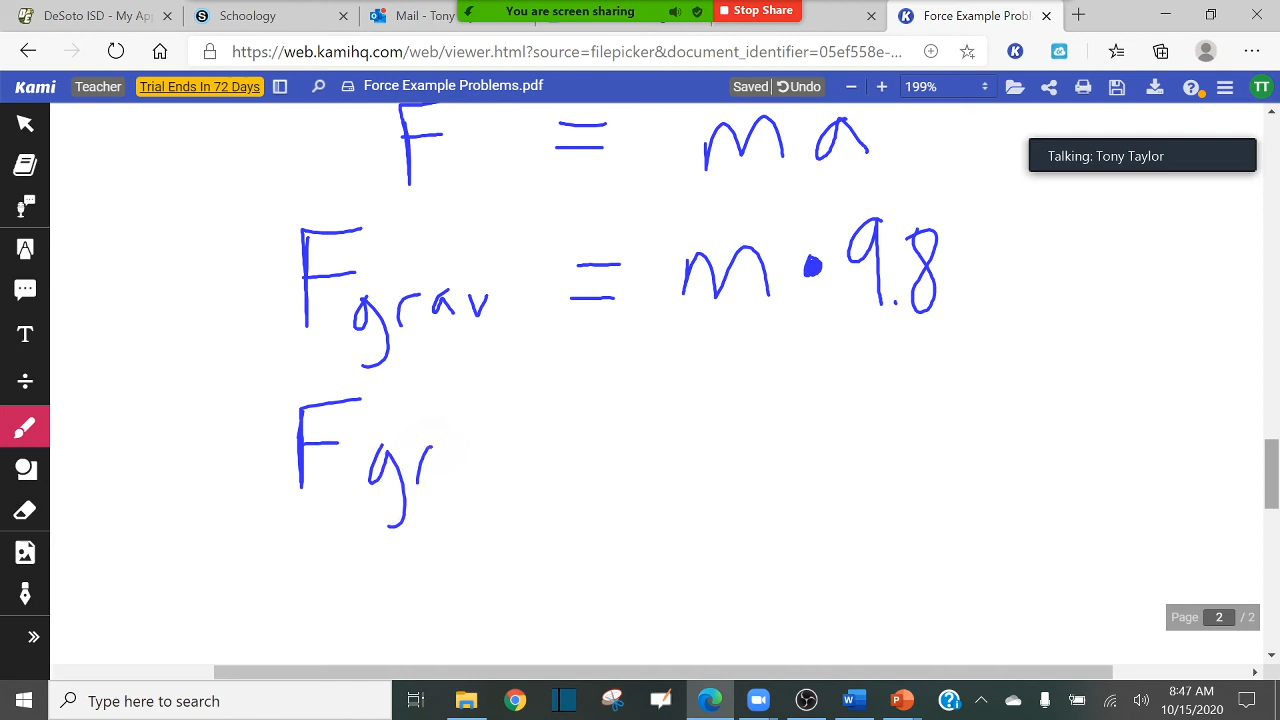 DeSoto SD - My Ap
Schoology
Mail - Tony
You are screen sharing
Stop Share
Force Example Probl
https://web.kamihq.com/web/viewer.html?source=filepicker&document_identifier=05ef558e-...
Kami Teacher Trial Ends In 72 Days Force Example Problems.pdf Saved Undo 199% TT
Talking: Tony Taylor
F = ma
Fgrav = m • 9.8
Fgr
Page 2 / 2
Type here to search
8:47 AM
10/15/2020